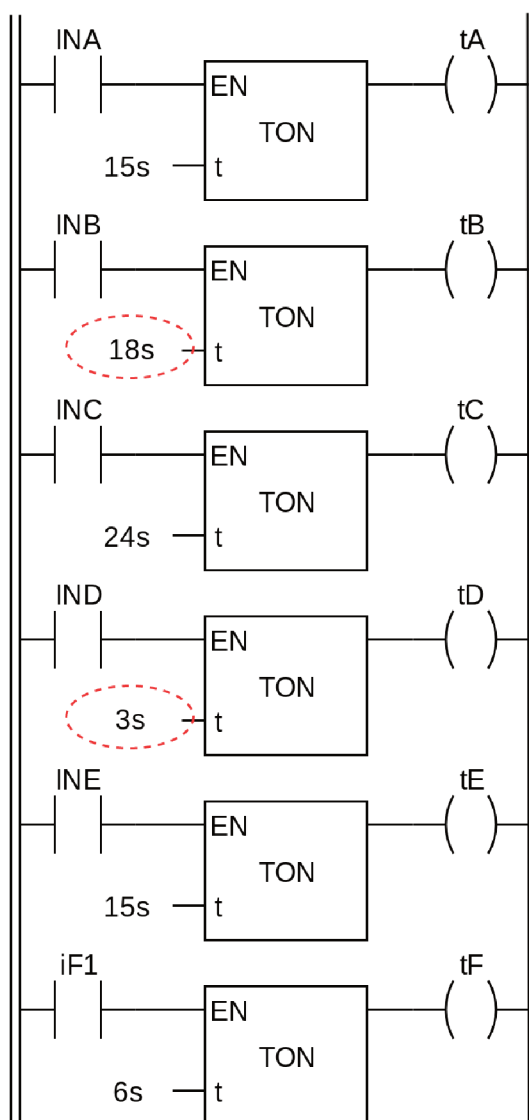 INA tA
EN
TON
15s t
INB tB
EN
TON
18s t
INC tC
EN
TON
24s t
IND tD
EN
TON
3s t
INE tE
EN
TON
15s t
iF1 tF
EN
TON
6s t